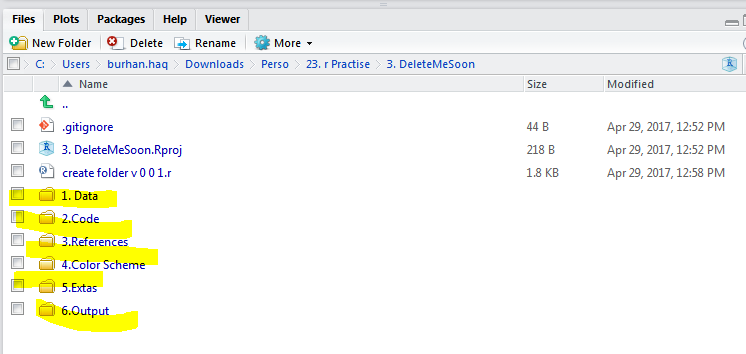 Files Plots Packages Help Viewer
New Folder Delete Rename More
C: Users burhan.haq Downloads Perso 23. r Practise 3. DeleteMeSoon
Name Size Modified
..
.gitignore 44 B Apr 29, 2017, 12:52 PM
3. DeleteMeSoon.Rproj 218 B Apr 29, 2017, 12:52 PM
create folder v 0 0 1.r 1.8 KB Apr 29, 2017, 12:58 PM
1. Data
2.Code
3.References
4.Color Scheme
5.Extas
6.Output